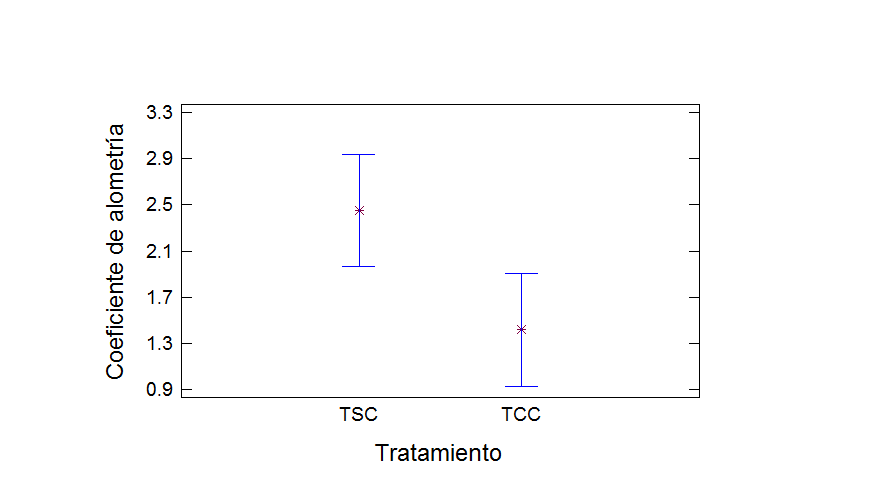 Coeficiente de alometría
3.3
2.9
2.5
2.1
1.7
1.3
0.9
TSC TCC
Tratamiento